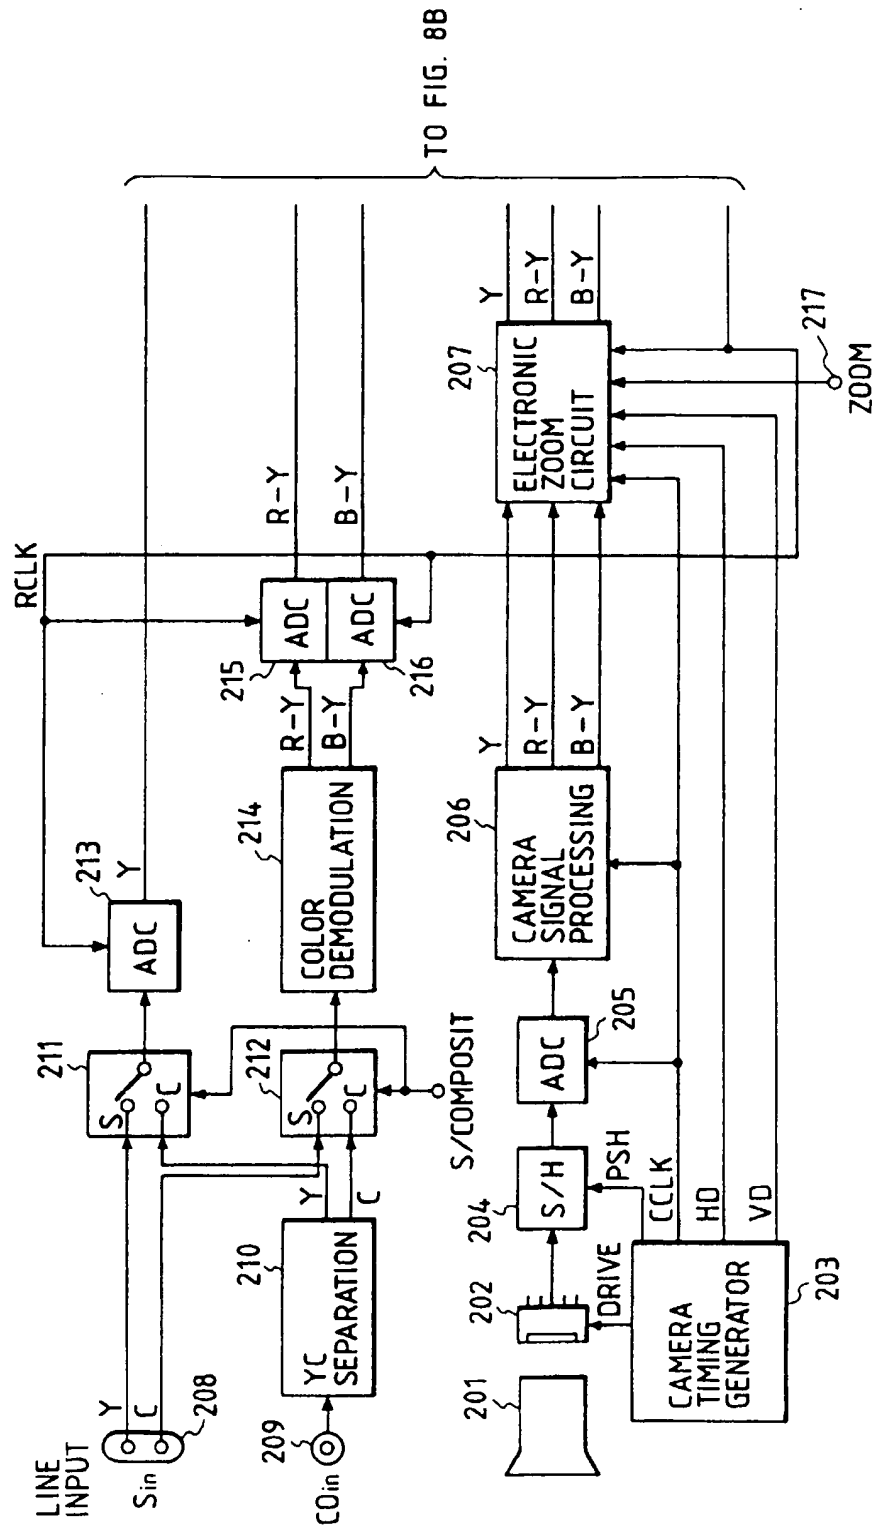 LINE
INPUT
Sin
Y
C
208
COin
209
210
YC
SEPARATION
Y
C
211
S
C
212
S
C
S/COMPOSIT
213
ADC
Y
RCLK
214
COLOR
DEMODULATION
R-Y
B-Y
215
ADC
ADC
216
R-Y
B-Y
TO FIG. 8B
201
202
DRIVE
203
CAMERA
TIMING
GENERATOR
204
S/H
PSH
CCLK
HD
VD
205
ADC
206
CAMERA
SIGNAL
PROCESSING
Y
R-Y
B-Y
207
ELECTRONIC
ZOOM
CIRCUIT
Y
R-Y
B-Y
217
ZOOM